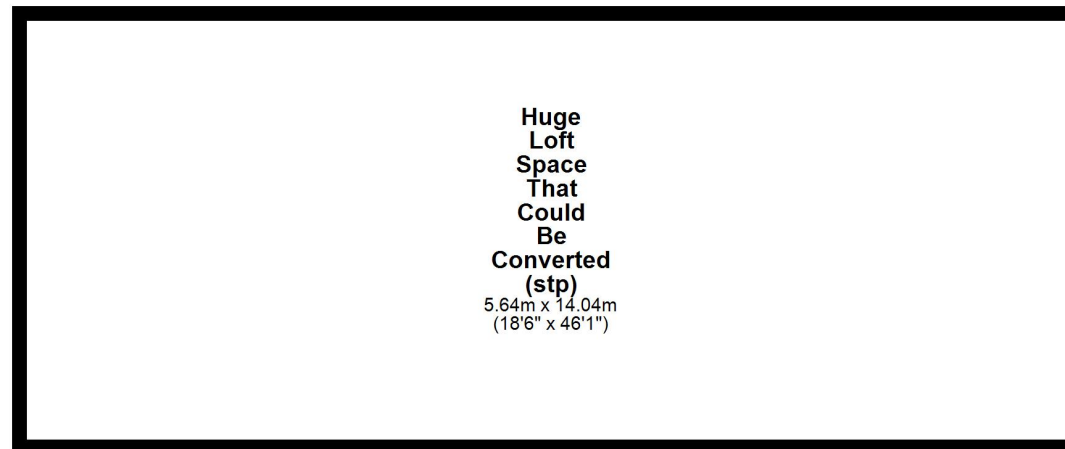 Huge
Loft
Space
That
Could
Be
Converted
(stp)
5.64m x 14.04m
(18'6" x 46'1")